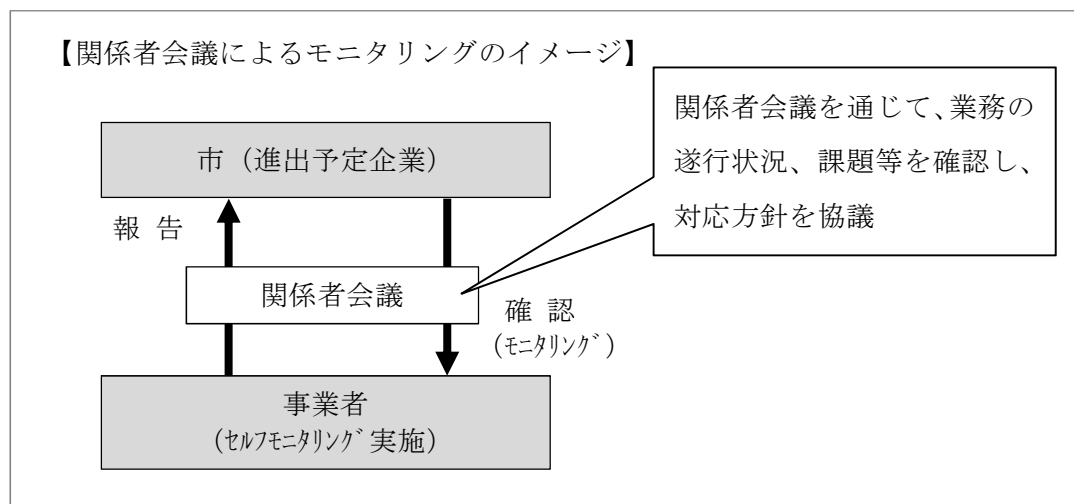 【関係者会議によるモニタリングのイメージ】
関係者会議を通じて、業務の
遂行状況、課題等を確認し、
対応方針を協議
市（進出予定企業）
報 告
関係者会議
確 認
（ﾓﾆﾀﾘﾝｸﾞ）
事業者
（ｾﾙﾌﾓﾆﾀﾘﾝｸﾞ実施）